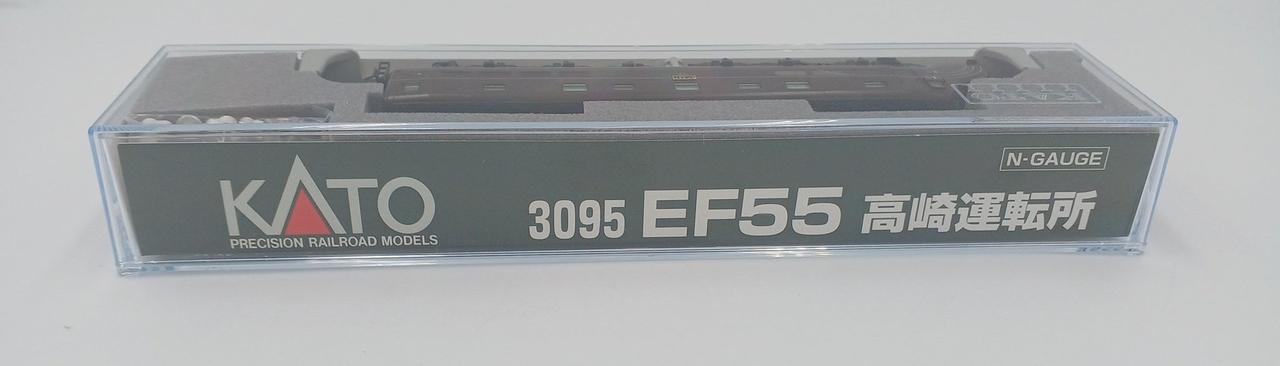 KATO
PRECISION RAILROAD MODELS
3095 EF55 高崎運転所
N-GAUGE